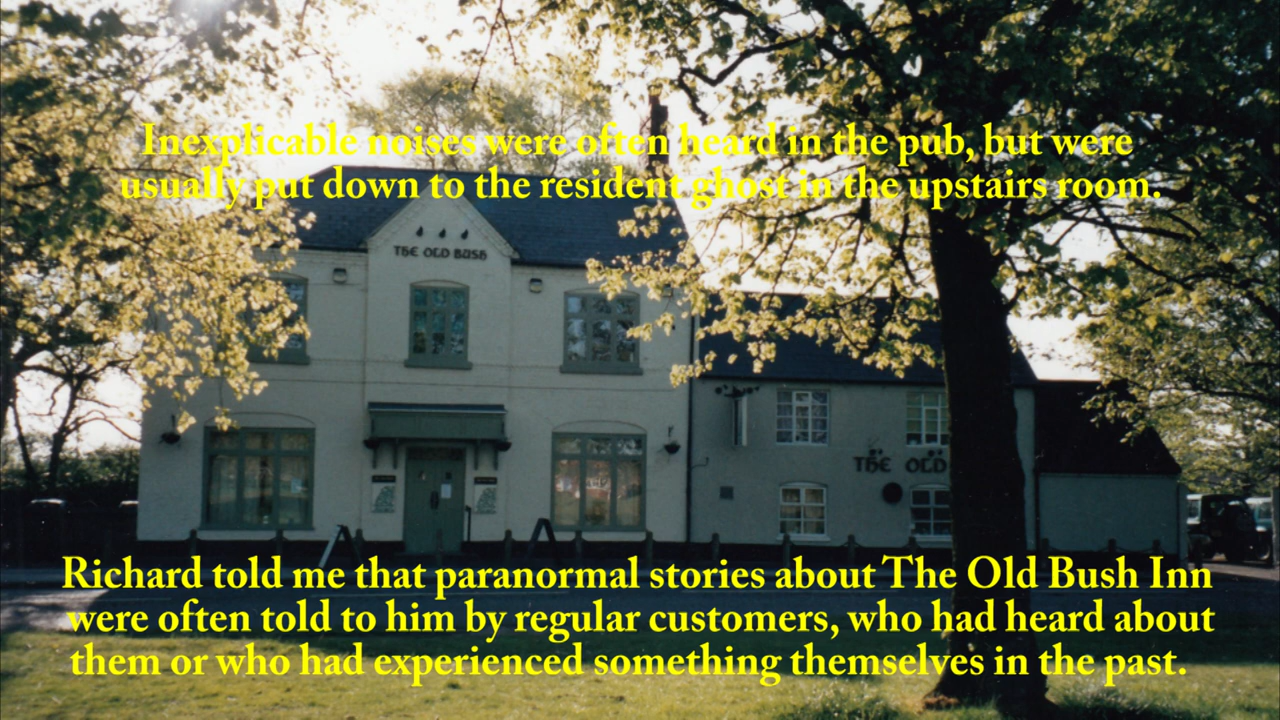 Inexplicable noises were often heard in the pub, but were
usually put down to the resident ghost in the upstairs room.
THE OLD BUSH
THE OLD
Richard told me that paranormal stories about The Old Bush Inn
were often told to him by regular customers, who had heard about
them or who had experienced something themselves in the past.